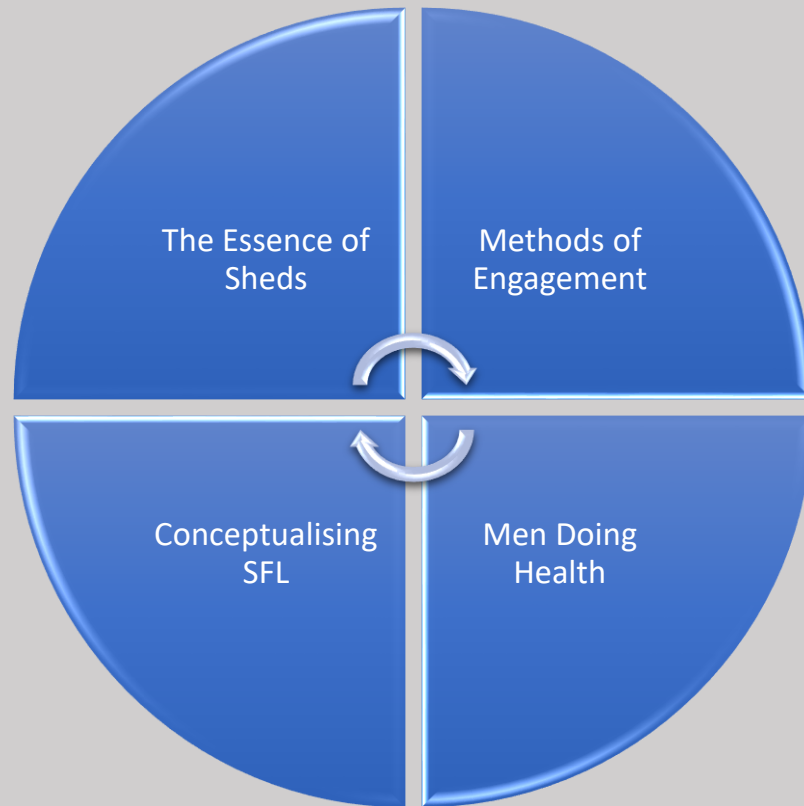 The Essence of
Sheds
Methods of
Engagement
Conceptualising
SFL
Men Doing
Health